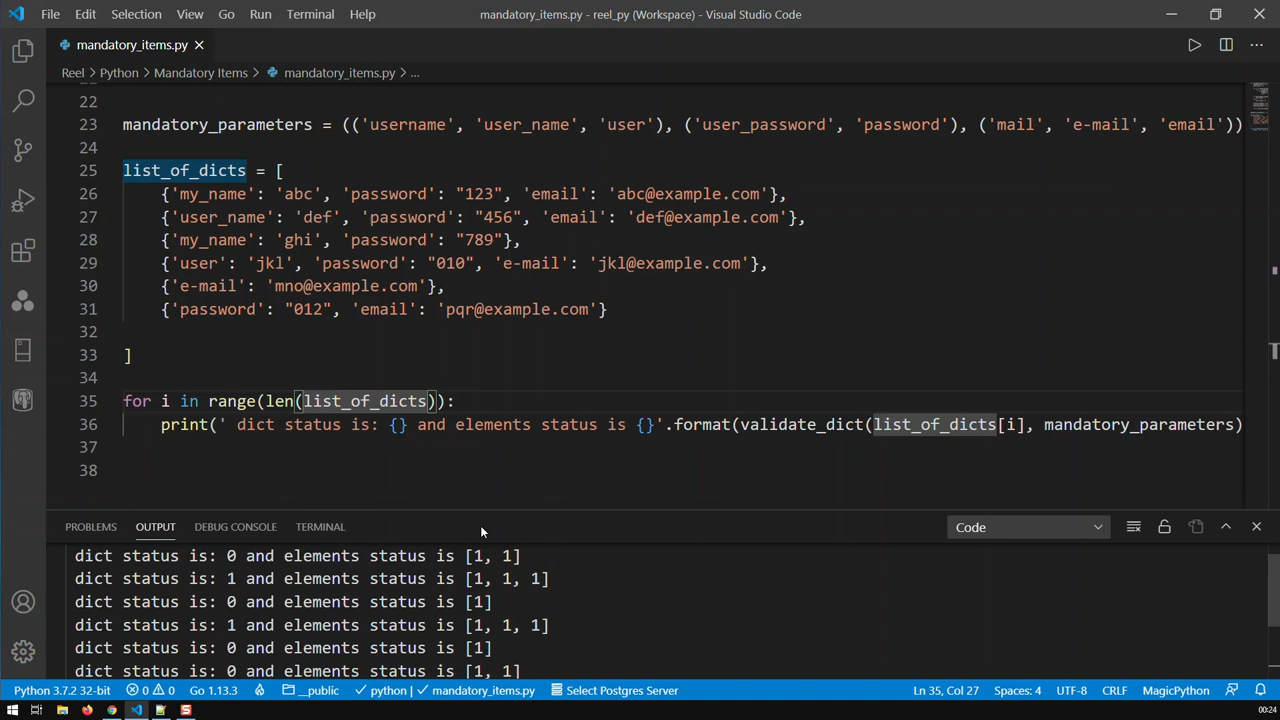 File Edit Selection View Go Run Terminal Help mandatory_items.py - reel_py (Workspace) - Visual Studio Code
mandatory_items.py
Reel > Python > Mandatory Items > mandatory_items.py > ...
22
23 mandatory_parameters = (('username', 'user_name', 'user'), ('user_password', 'password'), ('mail', 'e-mail', 'email'))
24
25 list_of_dicts = [
26 {'my_name': 'abc', 'password': "123", 'email': 'abc@example.com'},
27 {'user_name': 'def', 'password': "456", 'email': 'def@example.com'},
28 {'my_name': 'ghi', 'password': "789"},
29 {'user': 'jkl', 'password': "010", 'e-mail': 'jkl@example.com'},
30 {'e-mail': 'mno@example.com'},
31 {'password': "012", 'email': 'pqr@example.com'}
32
33 ]
34
35 for i in range(len(list_of_dicts)):
36 print(' dict status is: {} and elements status is {}'.format(validate_dict(list_of_dicts[i], mandatory_parameters)
37
38
PROBLEMS OUTPUT DEBUG CONSOLE TERMINAL Code
dict status is: 0 and elements status is [1, 1]
dict status is: 1 and elements status is [1, 1, 1]
dict status is: 0 and elements status is [1]
dict status is: 1 and elements status is [1, 1, 1]
dict status is: 0 and elements status is [1]
dict status is: 0 and elements status is [1, 1]
Python 3.7.2 32-bit 0 0 Go 1.13.3 __public python | mandatory_items.py Select Postgres Server Ln 35, Col 27 Spaces: 4 UTF-8 CRLF MagicPython
00:24